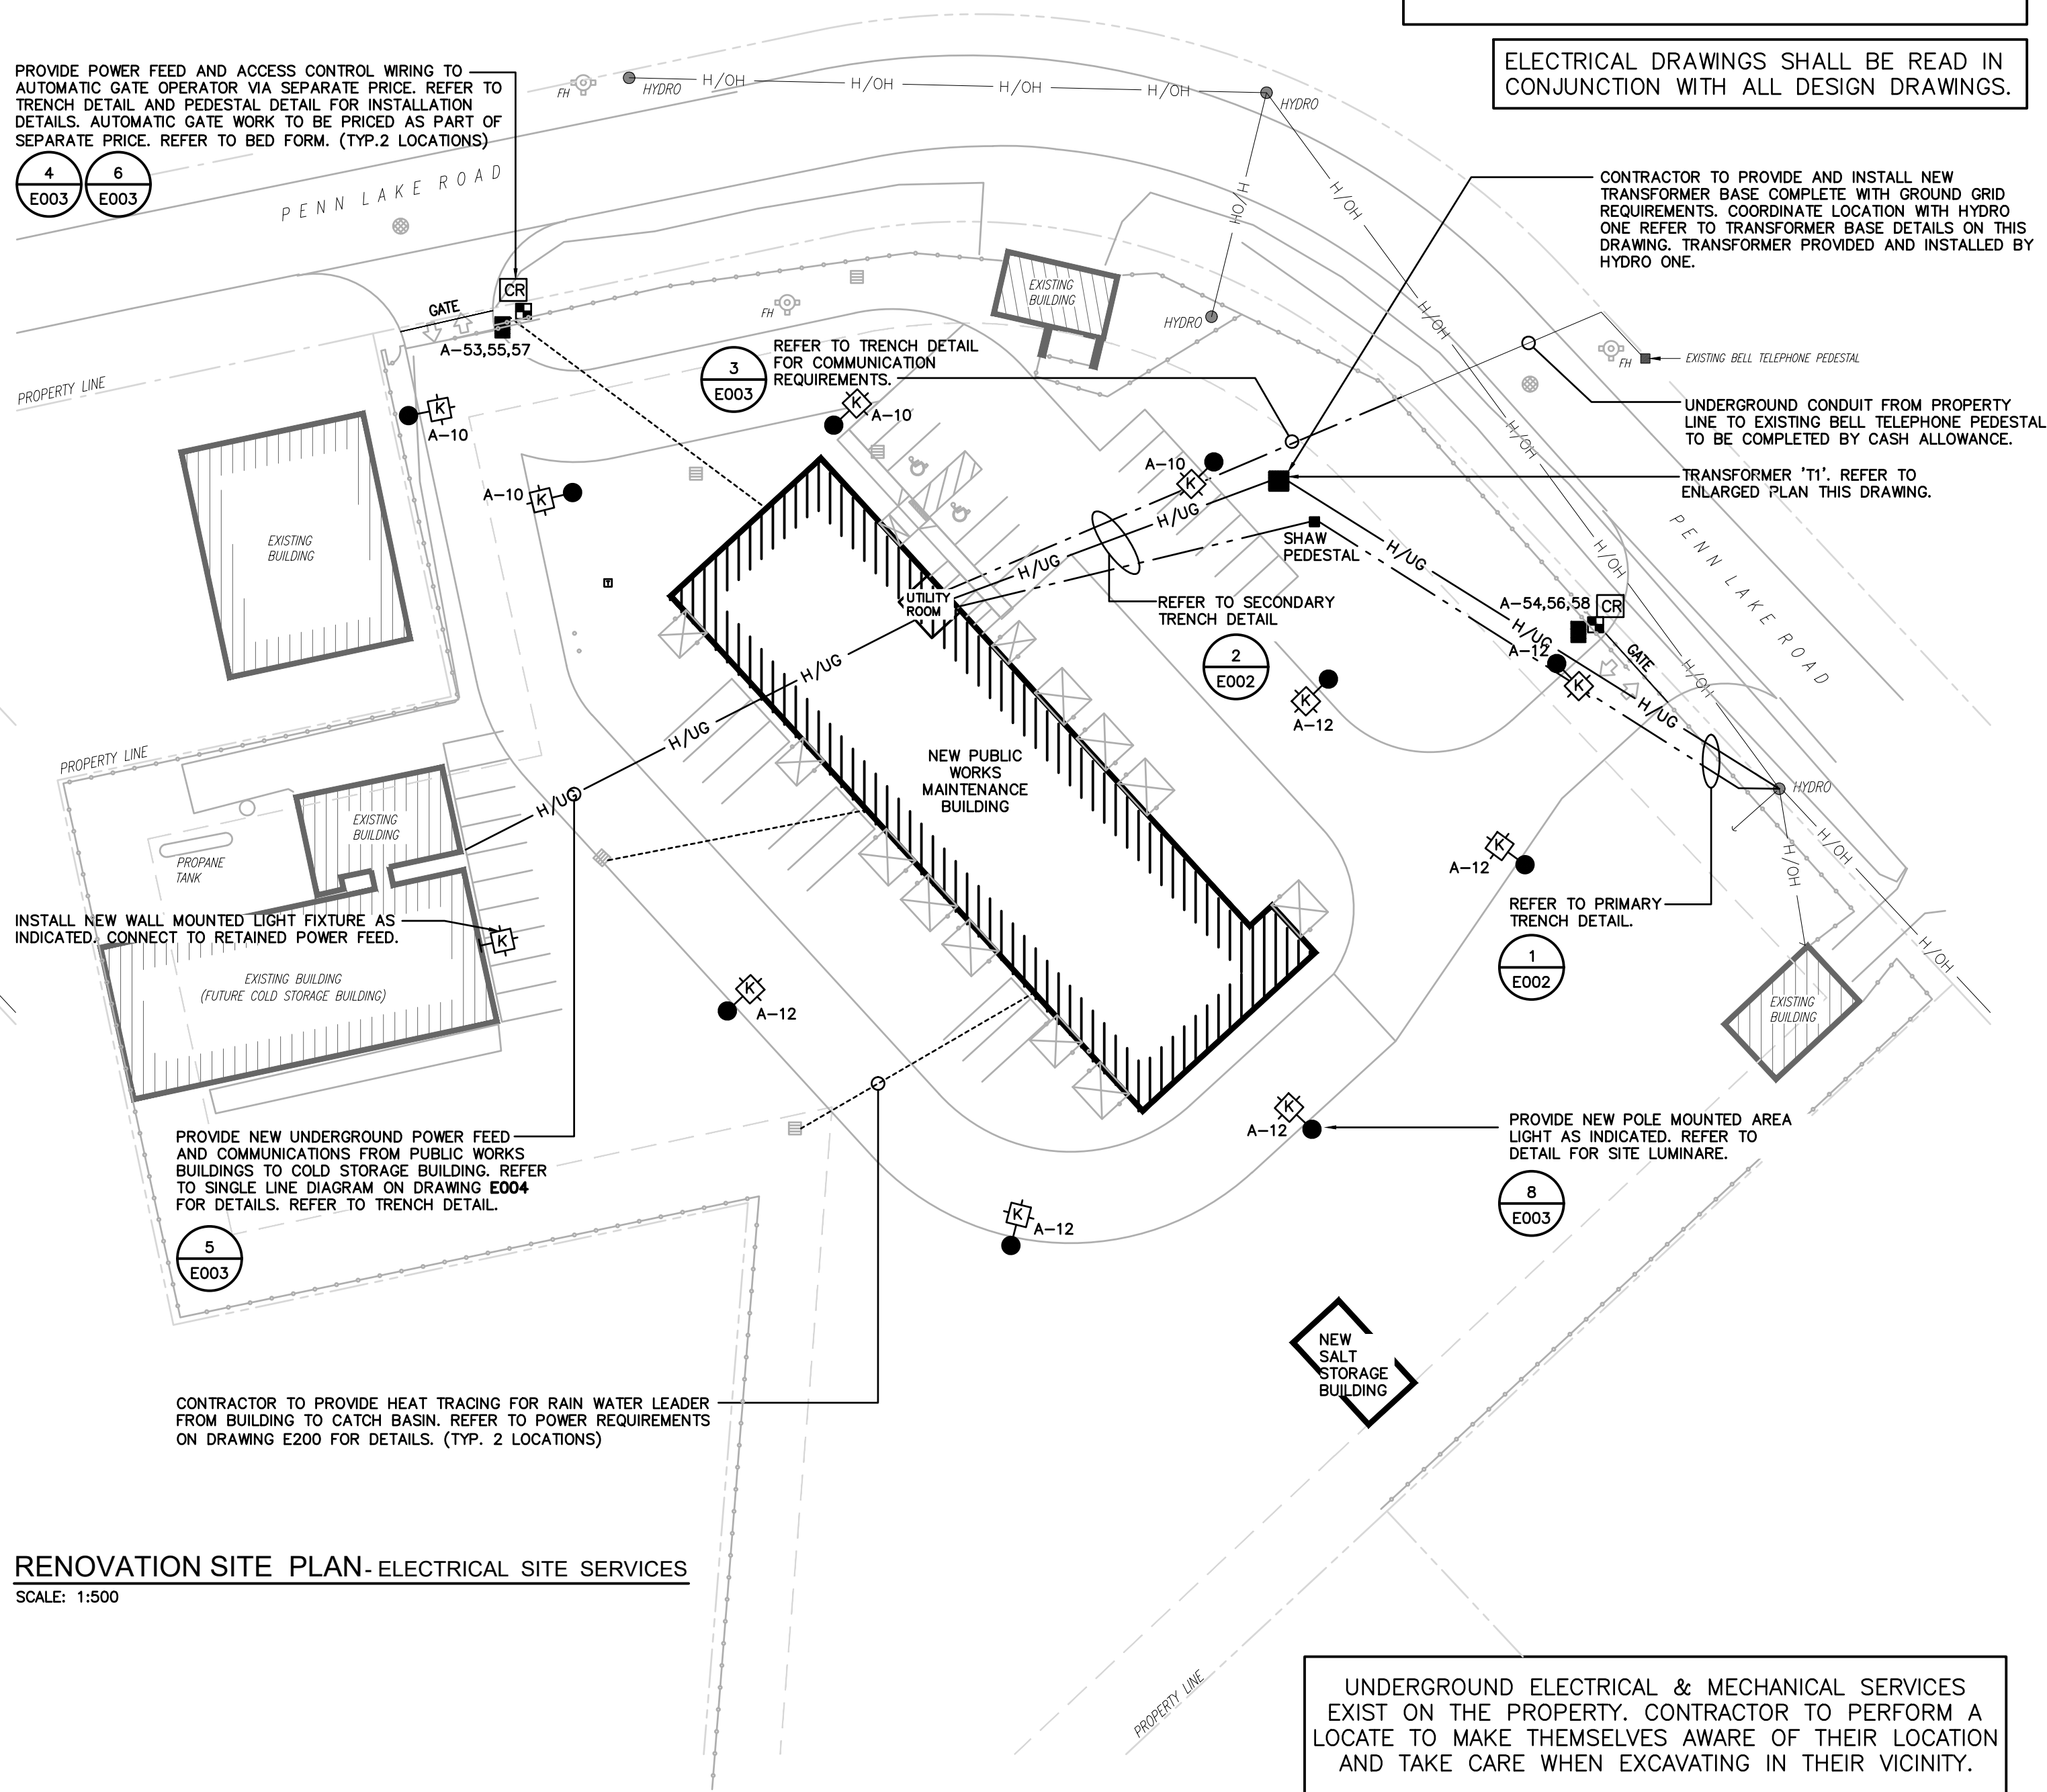 ELECTRICAL DRAWINGS SHALL BE READ IN
CONJUNCTION WITH ALL DESIGN DRAWINGS.
PROVIDE POWER FEED AND ACCESS CONTROL WIRING TO
AUTOMATIC GATE OPERATOR VIA SEPARATE PRICE. REFER TO
TRENCH DETAIL AND PEDESTAL DETAIL FOR INSTALLATION
DETAILS. AUTOMATIC GATE WORK TO BE PRICED AS PART OF
SEPARATE PRICE. REFER TO BED FORM. (TYP.2 LOCATIONS)
4
E003
6
E003
PENN LAKE ROAD
FH
HYDRO
H/OH
H/OH
H/OH
H/OH
HYDRO
H/OH
H/OH
H/OH
H/OH
H/OH
H/OH
H/OH
H/OH
H/OH
CONTRACTOR TO PROVIDE AND INSTALL NEW
TRANSFORMER BASE COMPLETE WITH GROUND GRID
REQUIREMENTS. COORDINATE LOCATION WITH HYDRO
ONE REFER TO TRANSFORMER BASE DETAILS ON THIS
DRAWING. TRANSFORMER PROVIDED AND INSTALLED BY
HYDRO ONE.
CR
GATE
A-53,55,57
FH
EXISTING
BUILDING
HYDRO
3
E003
REFER TO TRENCH DETAIL
FOR COMMUNICATION
REQUIREMENTS.
FH
EXISTING BELL TELEPHONE PEDESTAL
PROPERTY LINE
UNDERGROUND CONDUIT FROM PROPERTY
LINE TO EXISTING BELL TELEPHONE PEDESTAL
TO BE COMPLETED BY CASH ALLOWANCE.
K
A-10
K
A-10
A-10
K
A-10
K
TRANSFORMER 'T1'. REFER TO
ENLARGED PLAN THIS DRAWING.
PENN LAKE ROAD
EXISTING
BUILDING
H/UG
H/UG
SHAW
PEDESTAL
H/UG
UTILITY
ROOM
REFER TO SECONDARY
TRENCH DETAIL
2
E002
A-54,56,58
CR
H/UG
A-12
K
GATE
H/UG
K
A-12
H/UG
H/UG
H/UG
NEW PUBLIC
WORKS
MAINTENANCE
BUILDING
PROPERTY LINE
HYDRO
EXISTING
BUILDING
PROPANE
TANK
K
A-12
REFER TO PRIMARY
TRENCH DETAIL.
1
E002
INSTALL NEW WALL MOUNTED LIGHT FIXTURE AS
INDICATED. CONNECT TO RETAINED POWER FEED.
K
EXISTING BUILDING
(FUTURE COLD STORAGE BUILDING)
K
A-12
EXISTING
BUILDING
K
A-12
PROVIDE NEW POLE MOUNTED AREA
LIGHT AS INDICATED. REFER TO
DETAIL FOR SITE LUMINARE.
8
E003
PROVIDE NEW UNDERGROUND POWER FEED
AND COMMUNICATIONS FROM PUBLIC WORKS
BUILDINGS TO COLD STORAGE BUILDING. REFER
TO SINGLE LINE DIAGRAM ON DRAWING E004
FOR DETAILS. REFER TO TRENCH DETAIL.
5
E003
K
A-12
NEW
SALT
STORAGE
BUILDING
CONTRACTOR TO PROVIDE HEAT TRACING FOR RAIN WATER LEADER
FROM BUILDING TO CATCH BASIN. REFER TO POWER REQUIREMENTS
ON DRAWING E200 FOR DETAILS. (TYP. 2 LOCATIONS)
RENOVATION SITE PLAN- ELECTRICAL SITE SERVICES
SCALE: 1:500
PROPERTY LINE
UNDERGROUND ELECTRICAL & MECHANICAL SERVICES
EXIST ON THE PROPERTY. CONTRACTOR TO PERFORM A
LOCATE TO MAKE THEMSELVES AWARE OF THEIR LOCATION
AND TAKE CARE WHEN EXCAVATING IN THEIR VICINITY.